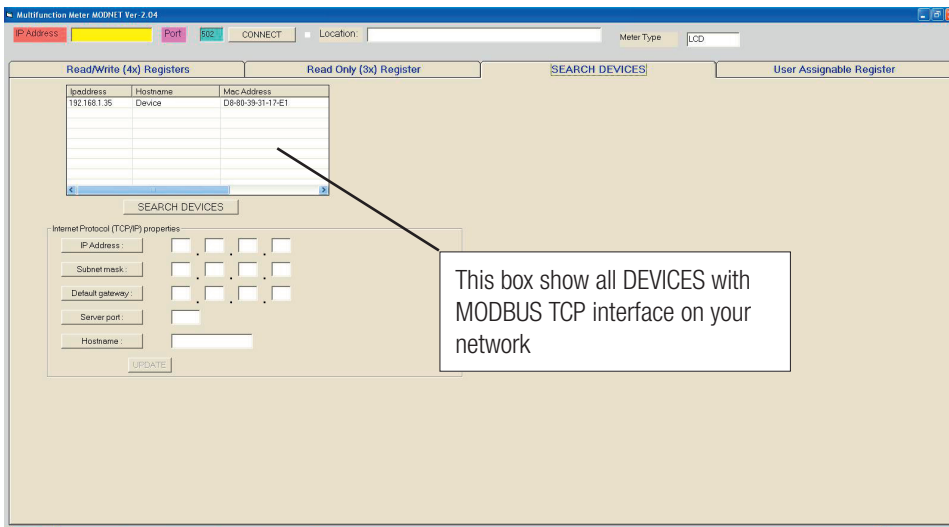 Multifunction Meter MODNET Ver-2.04
IP Address Port 502 CONNECT Location: Meter Type LCD
Read/Write (4x) Registers Read Only (3x) Register SEARCH DEVICES User Assignable Register
Ipaddress Hostname Mac Address
192.168.1.35 Device D8-80-39-31-17-E1
SEARCH DEVICES
Internet Protocol (TCP/IP) properties
IP Address :
Subnet mask :
Default gateway :
Server port :
Hostname :
UPDATE
This box show all DEVICES with
MODBUS TCP interface on your
network